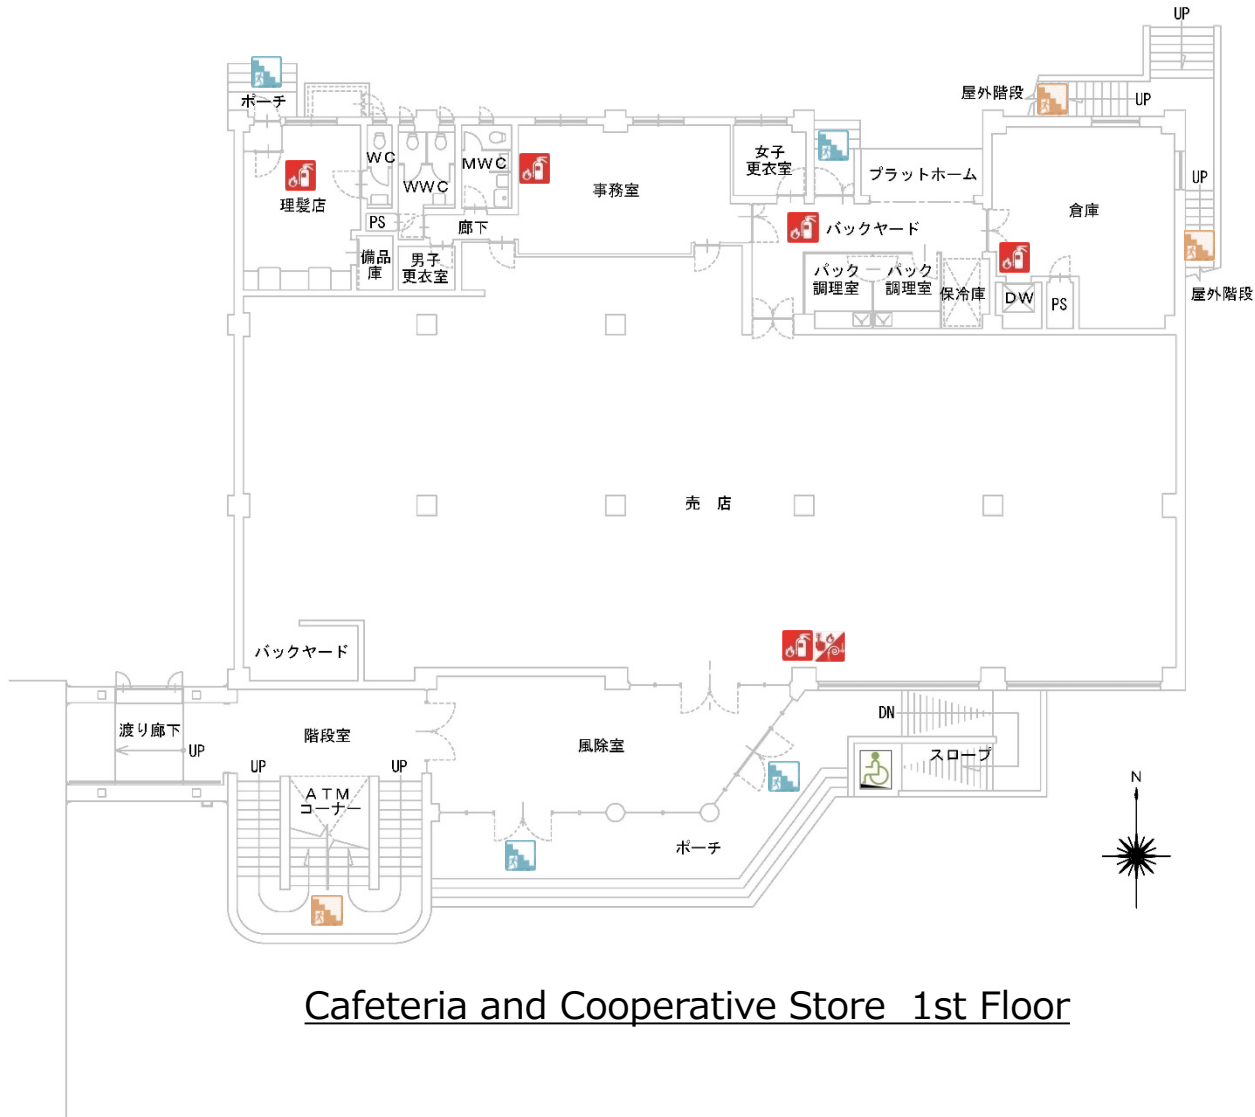 UP
屋外階段
UP
ポーチ
WC
WWC
MWC
女子
更衣室
プラットホーム
UP
理髪店
事務室
倉庫
PS
廊下
バックヤード
備品
庫
男子
更衣室
パック
調理室
パック
調理室
保冷庫
DW
PS
屋外階段
売 店
バックヤード
渡り廊下
UP
階段室
風除室
DN
スロープ
UP
UP
ATM
コーナー
ポーチ
N
Cafeteria and Cooperative Store 1st Floor